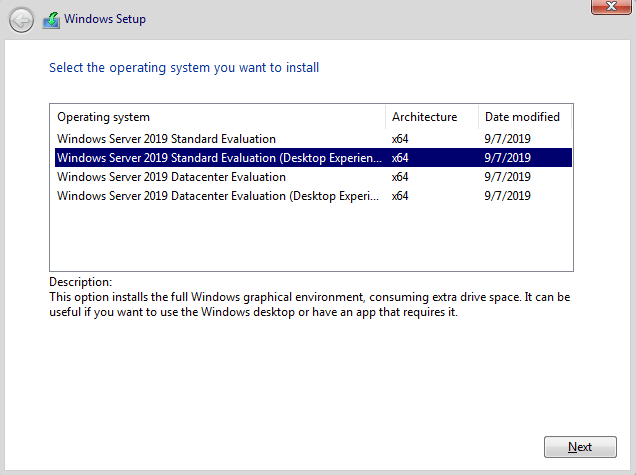 Windows Setup
Select the operating system you want to install
Operating system Architecture Date modified
Windows Server 2019 Standard Evaluation x64 9/7/2019
Windows Server 2019 Standard Evaluation (Desktop Experien... x64 9/7/2019
Windows Server 2019 Datacenter Evaluation x64 9/7/2019
Windows Server 2019 Datacenter Evaluation (Desktop Experi... x64 9/7/2019
Description:
This option installs the full Windows graphical environment, consuming extra drive space. It can be
useful if you want to use the Windows desktop or have an app that requires it.
Next